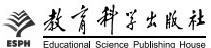 教育科学出版社
ESPH Educational Science Publishing House